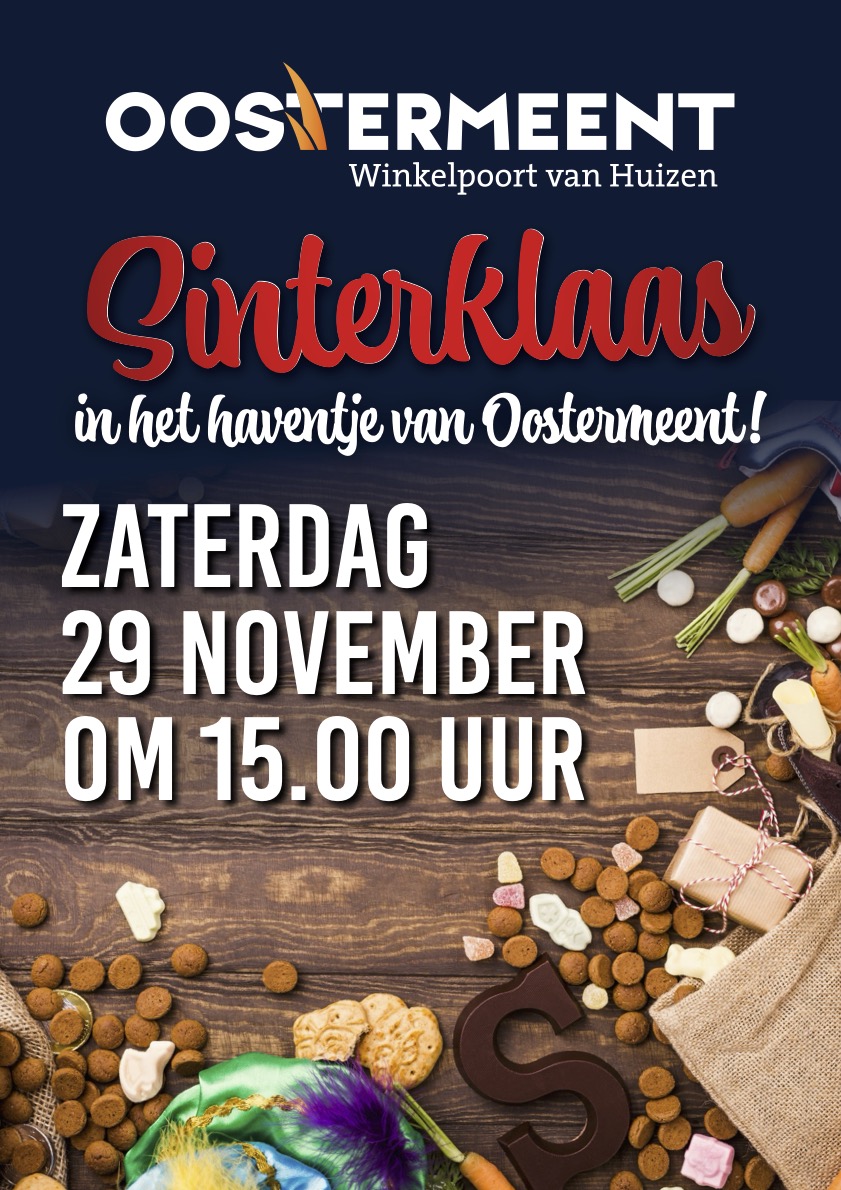 OOSTERMEENT
Winkelpoort van Huizen
Sinterklaas
in het haventje van Oostermeent!
ZATERDAG
29 NOVEMBER
OM 15.00 UUR